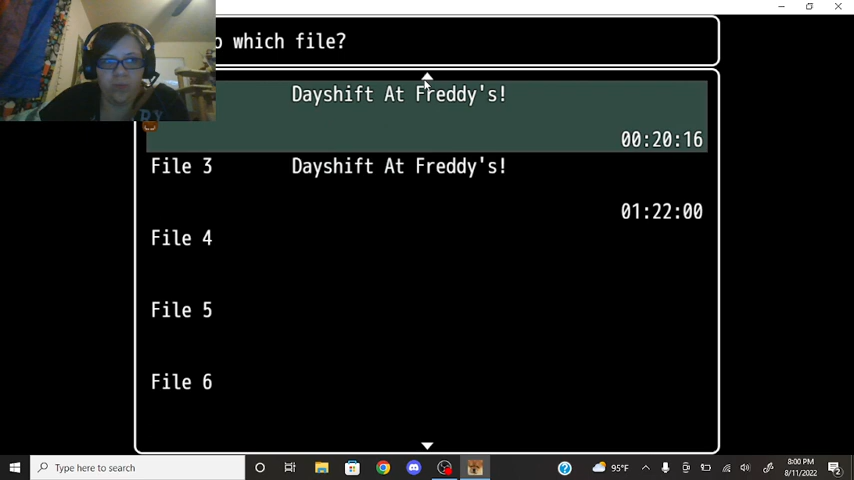 which file?
Dayshift At Freddy's!
00:20:16
File 3 Dayshift At Freddy's!
01:22:00
File 4
File 5
File 6
Type here to search
95°F
8:00 PM
8/11/2022
2